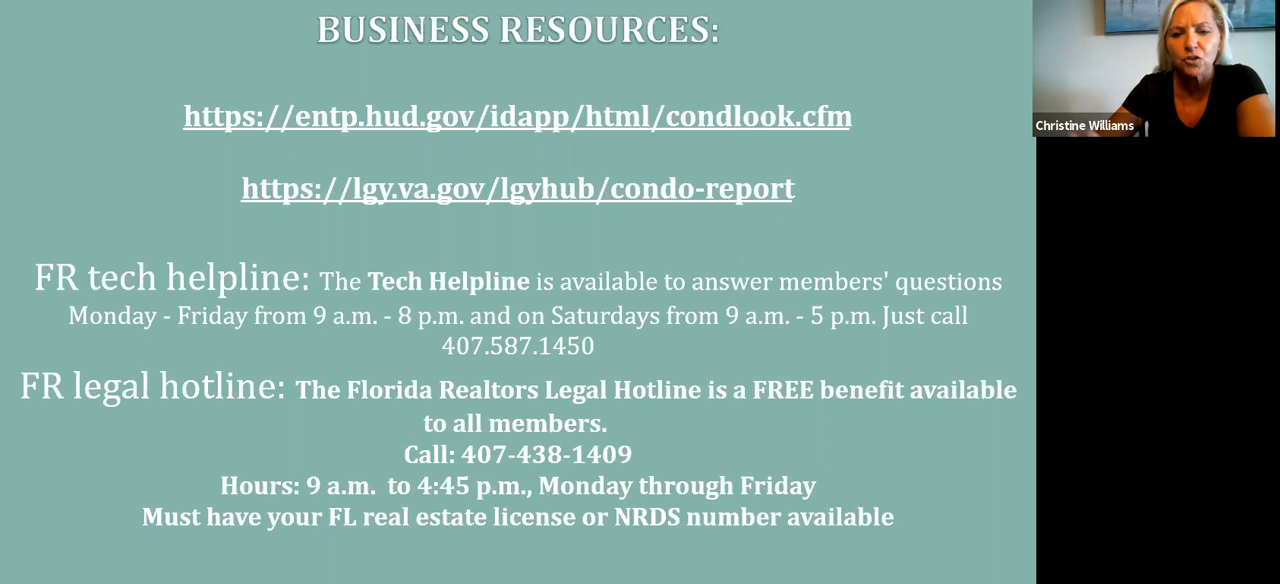 BUSINESS RESOURCES:
https://entp.hud.gov/idapp/html/condlook.cfm
https://lgy.va.gov/lgyhub/condo-report
FR tech helpline: The Tech Helpline is available to answer members' questions
Monday - Friday from 9 a.m. - 8 p.m. and on Saturdays from 9 a.m. - 5 p.m. Just call
407.587.1450
FR legal hotline: The Florida Realtors Legal Hotline is a FREE benefit available
to all members.
Call: 407-438-1409
Hours: 9 a.m. to 4:45 p.m., Monday through Friday
Must have your FL real estate license or NRDS number available
Christine Williams